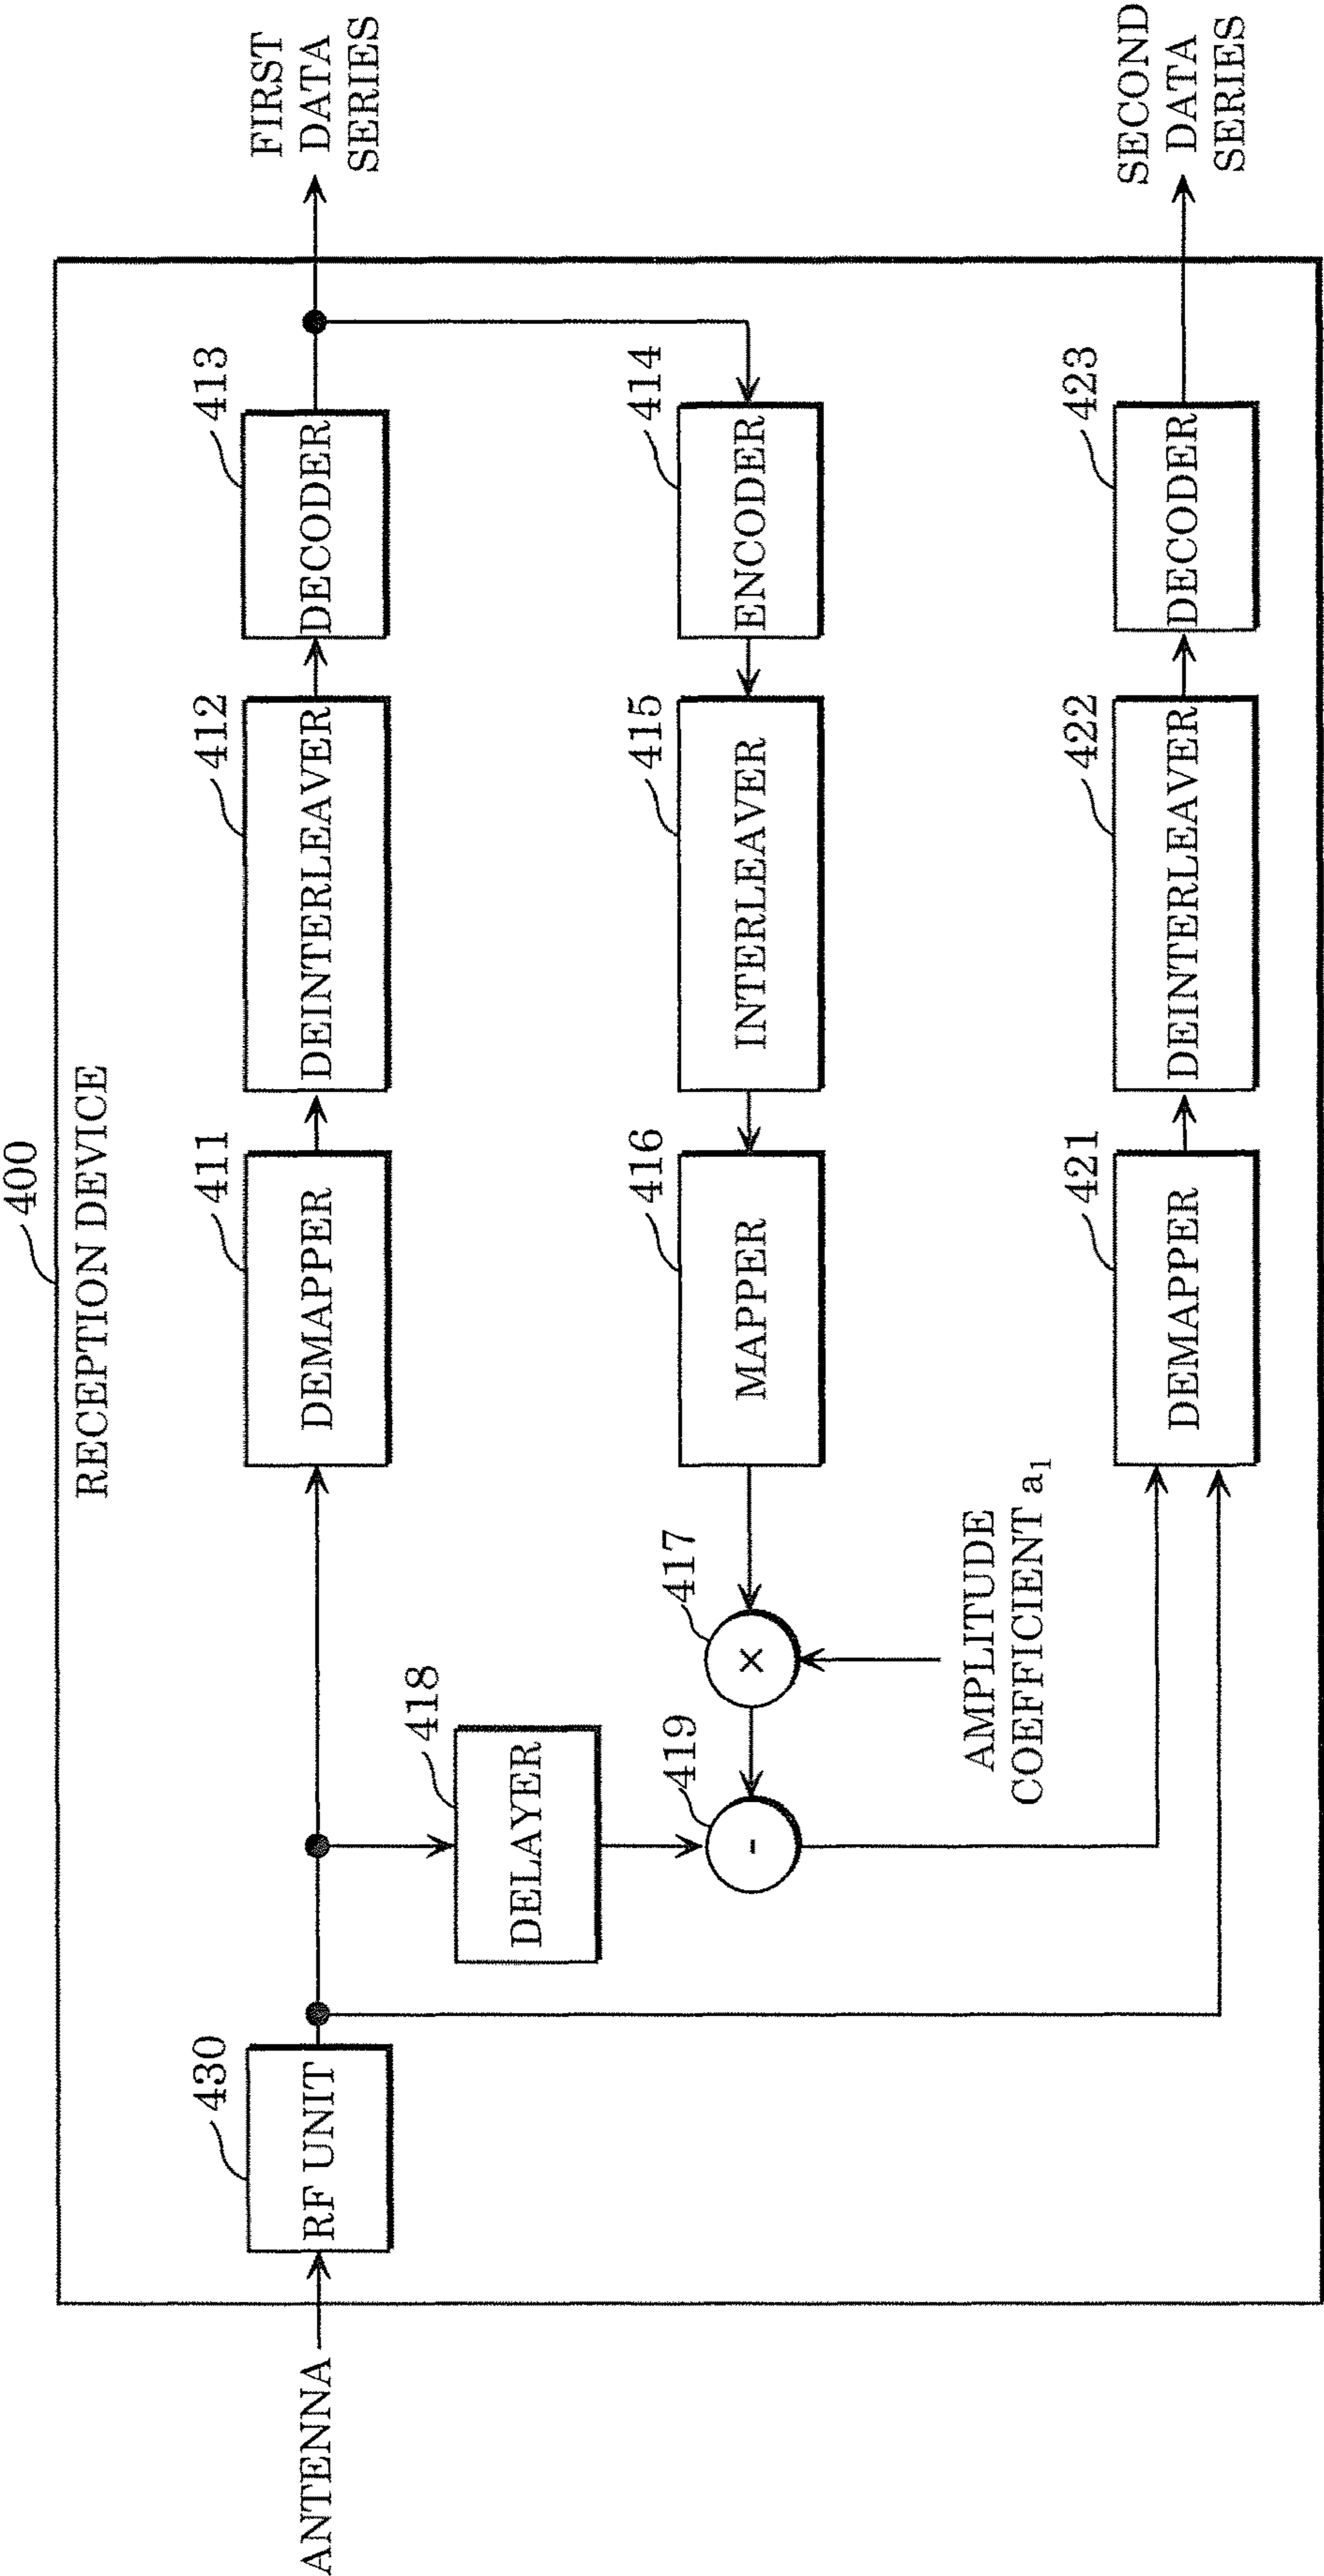 400
RECEPTION DEVICE
ANTENNA
430
RF UNIT
411
DEMAPPER
412
DEINTERLEAVER
413
DECODER
FIRST
DATA
SERIES
418
DELAYER
419
-
417
×
AMPLITUDE
COEFFICIENT a₁
416
MAPPER
415
INTERLEAVER
414
ENCODER
421
DEMAPPER
422
DEINTERLEAVER
423
DECODER
SECOND
DATA
SERIES